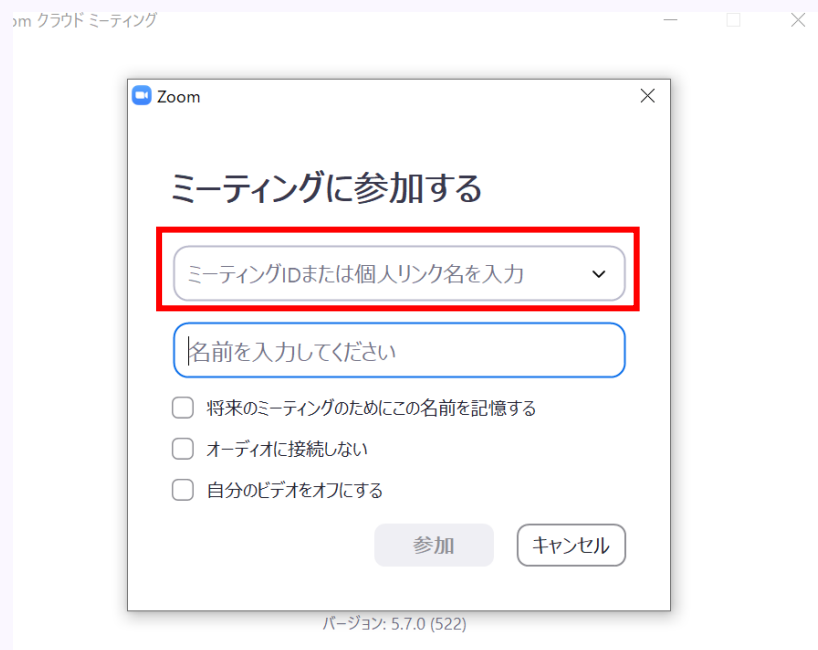 om クラウド ミーティング
Zoom
ミーティングに参加する
ミーティングIDまたは個人リンク名を入力
名前を入力してください
将来のミーティングのためにこの名前を記憶する
オーディオに接続しない
自分のビデオをオフにする
参加
キャンセル
バージョン: 5.7.0 (522)